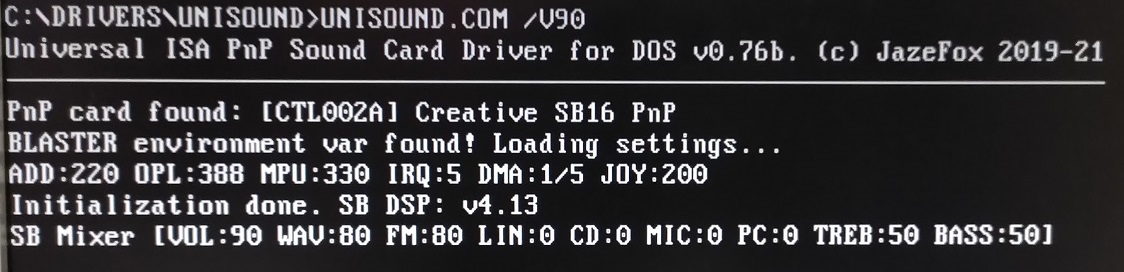 C:\DRIVERS\UNISOUND>UNISOUND.COM /V90
Universal ISA PnP Sound Card Driver for DOS v0.76b. (c) JazeFox 2019-21
PnP card found: [CTL002A] Creative SB16 PnP
BLASTER environment var found! Loading settings...
ADD:220 OPL:388 MPU:330 IRQ:5 DMA:1/5 JOY:200
Initialization done. SB DSP: v4.13
SB Mixer [VOL:90 WAV:80 FM:80 LIN:0 CD:0 MIC:0 PC:0 TREB:50 BASS:50]